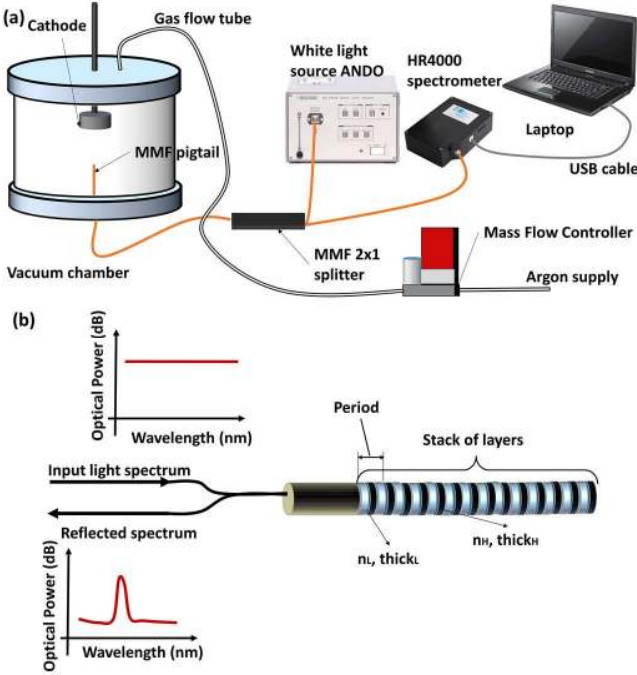 (a)
Gas flow tube
Cathode
White light
source ANDO
HR4000
spectrometer
MMF pigtail
Laptop
USB cable
MMF 2x1
splitter
Mass Flow Controller
Vacuum chamber
Argon supply
(b)
Optical Power (dB)
Wavelength (nm)
Period
Stack of layers
Input light spectrum
Reflected spectrum
nL, thickL
nH, thickH
Optical Power (dB)
Wavelength (nm)